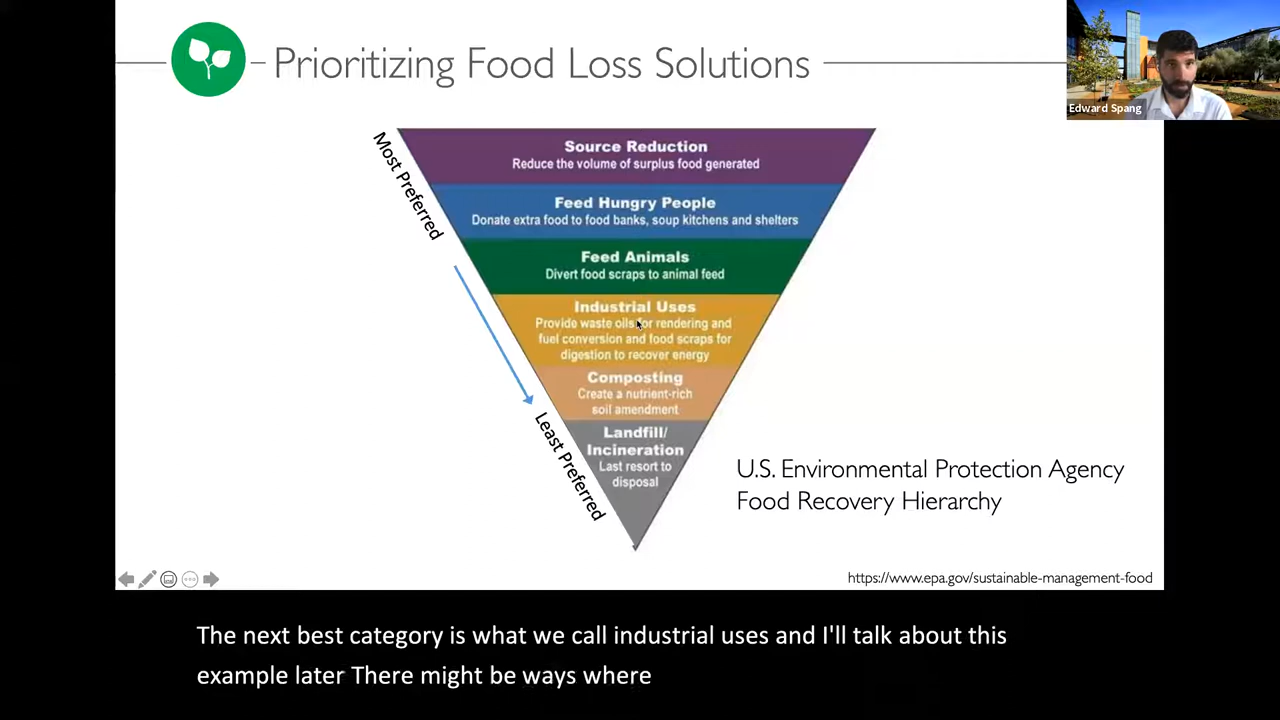 Prioritizing Food Loss Solutions
Edward Spang
Most Preferred
Source Reduction
Reduce the volume of surplus food generated
Feed Hungry People
Donate extra food to food banks, soup kitchens and shelters
Feed Animals
Divert food scraps to animal feed
Industrial Uses
Provide waste oils for rendering and
fuel conversion and food scraps for
digestion to recover energy
Composting
Create a nutrient-rich
soil amendment
Landfill/
Incineration
Last resort to
disposal
Least Preferred
U.S. Environmental Protection Agency
Food Recovery Hierarchy
https://www.epa.gov/sustainable-management-food
The next best category is what we call industrial uses and I'll talk about this
example later There might be ways where